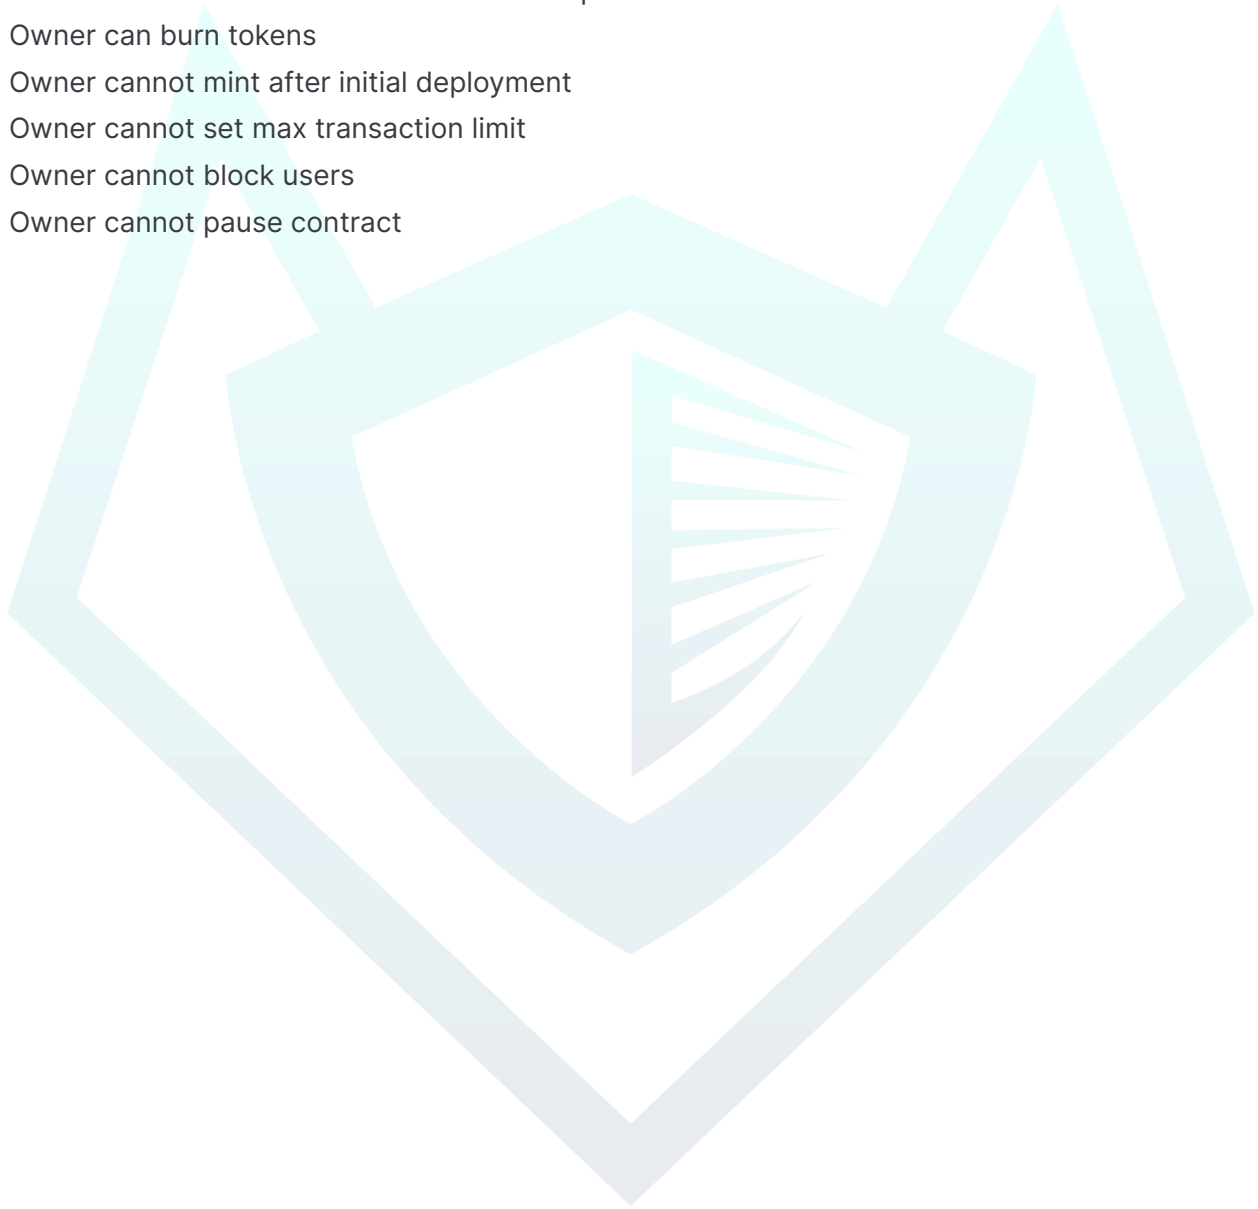 Owner can burn tokens
Owner cannot mint after initial deployment
Owner cannot set max transaction limit
Owner cannot block users
Owner cannot pause contract